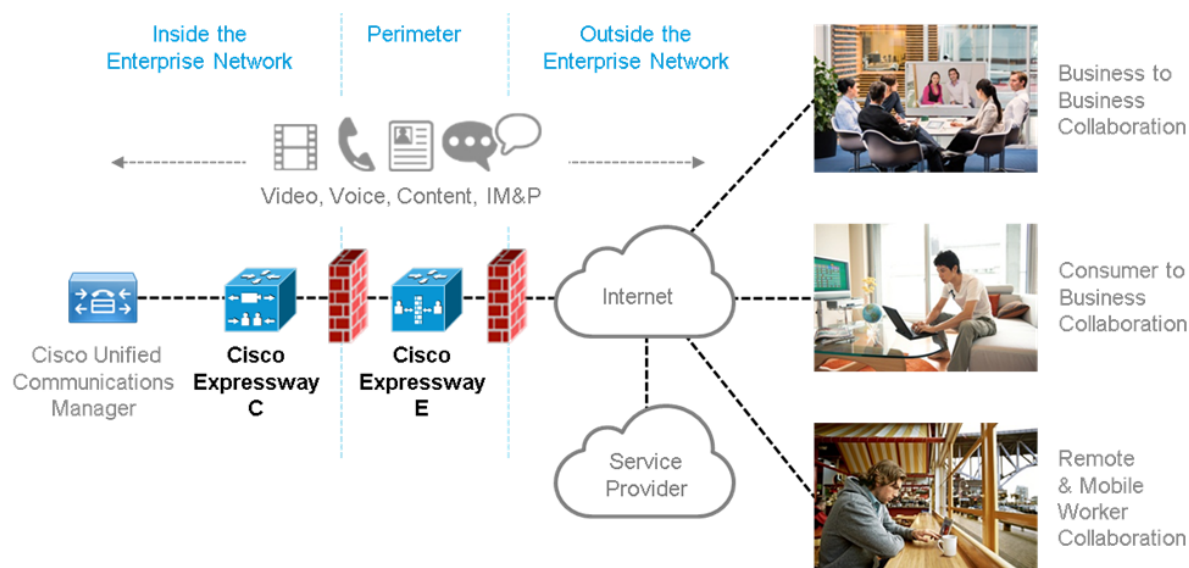 Inside the
Enterprise Network
Perimeter
Outside the
Enterprise Network
Video, Voice, Content, IM&P
Cisco Unified
Communications
Manager
Cisco
Expressway
C
Cisco
Expressway
E
Internet
Service
Provider
Business to
Business
Collaboration
Consumer to
Business
Collaboration
Remote
& Mobile
Worker
Collaboration